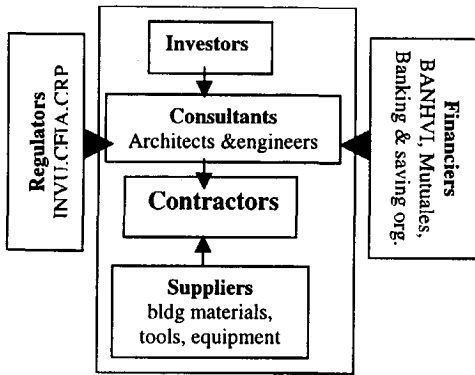 Investors
Consultants
Architects &engineers
Contractors
Suppliers
bldg materials,
tools, equipment
Regulators
INVU.CFIA.CRP
Financiers
BANHVI, Mutuales,
Banking & saving org.